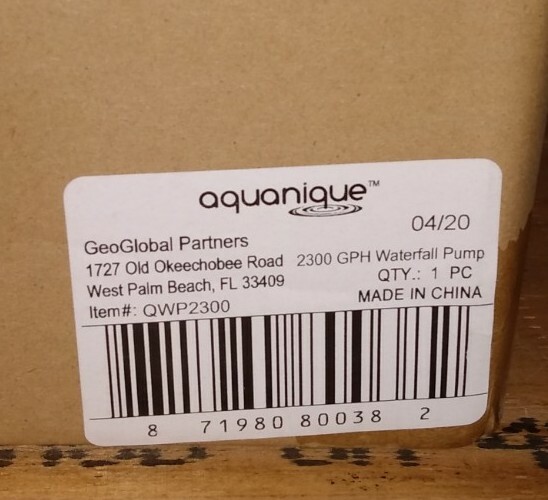 aquanique™
04/20
GeoGlobal Partners
1727 Old Okeechobee Road 2300 GPH Waterfall Pump
West Palm Beach, FL 33409 QTY.: 1 PC
Item#: QWP2300 MADE IN CHINA
8 71980 80038 2